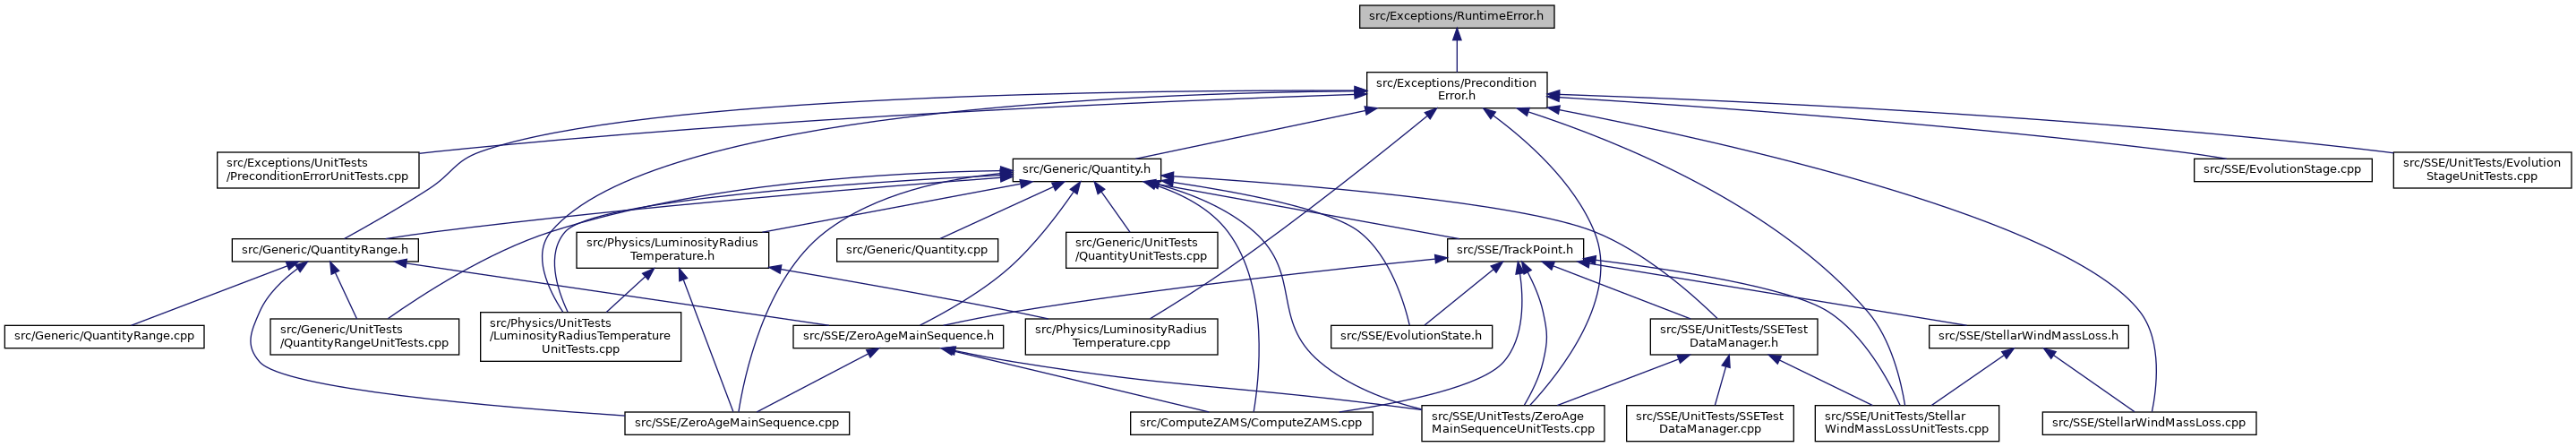 src/Exceptions/RuntimeError.h
src/Exceptions/Precondition
Error.h
src/Exceptions/UnitTests
/PreconditionErrorUnitTests.cpp
src/Generic/Quantity.h
src/SSE/EvolutionStage.cpp
src/SSE/UnitTests/Evolution
StageUnitTests.cpp
src/Generic/QuantityRange.h
src/Physics/LuminosityRadius
Temperature.h
src/Generic/Quantity.cpp
src/Generic/UnitTests
/QuantityUnitTests.cpp
src/SSE/TrackPoint.h
src/Generic/QuantityRange.cpp
src/Generic/UnitTests
/QuantityRangeUnitTests.cpp
src/Physics/UnitTests
/LuminosityRadiusTemperature
UnitTests.cpp
src/SSE/ZeroAgeMainSequence.h
src/Physics/LuminosityRadius
Temperature.cpp
src/SSE/EvolutionState.h
src/SSE/UnitTests/SSETest
DataManager.h
src/SSE/StellarWindMassLoss.h
src/SSE/ZeroAgeMainSequence.cpp
src/ComputeZAMS/ComputeZAMS.cpp
src/SSE/UnitTests/ZeroAge
MainSequenceUnitTests.cpp
src/SSE/UnitTests/SSETest
DataManager.cpp
src/SSE/UnitTests/Stellar
WindMassLossUnitTests.cpp
src/SSE/StellarWindMassLoss.cpp